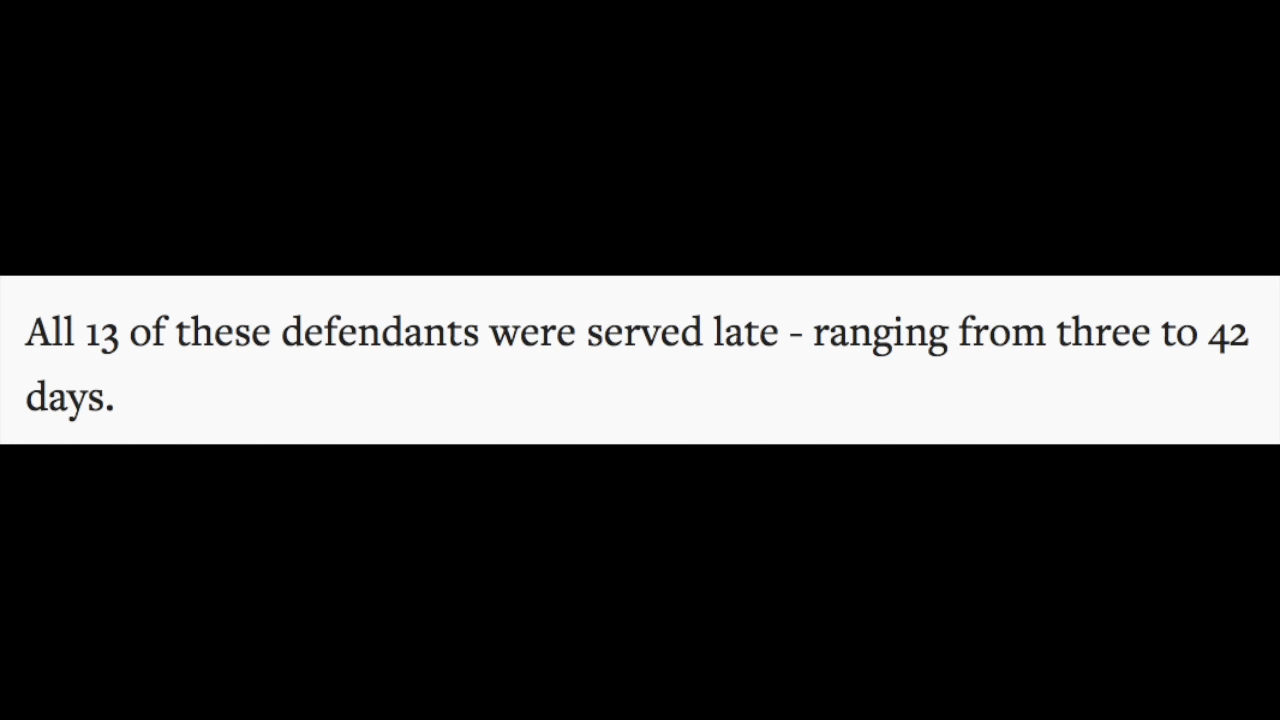 All 13 of these defendants were served late - ranging from three to 42
days.